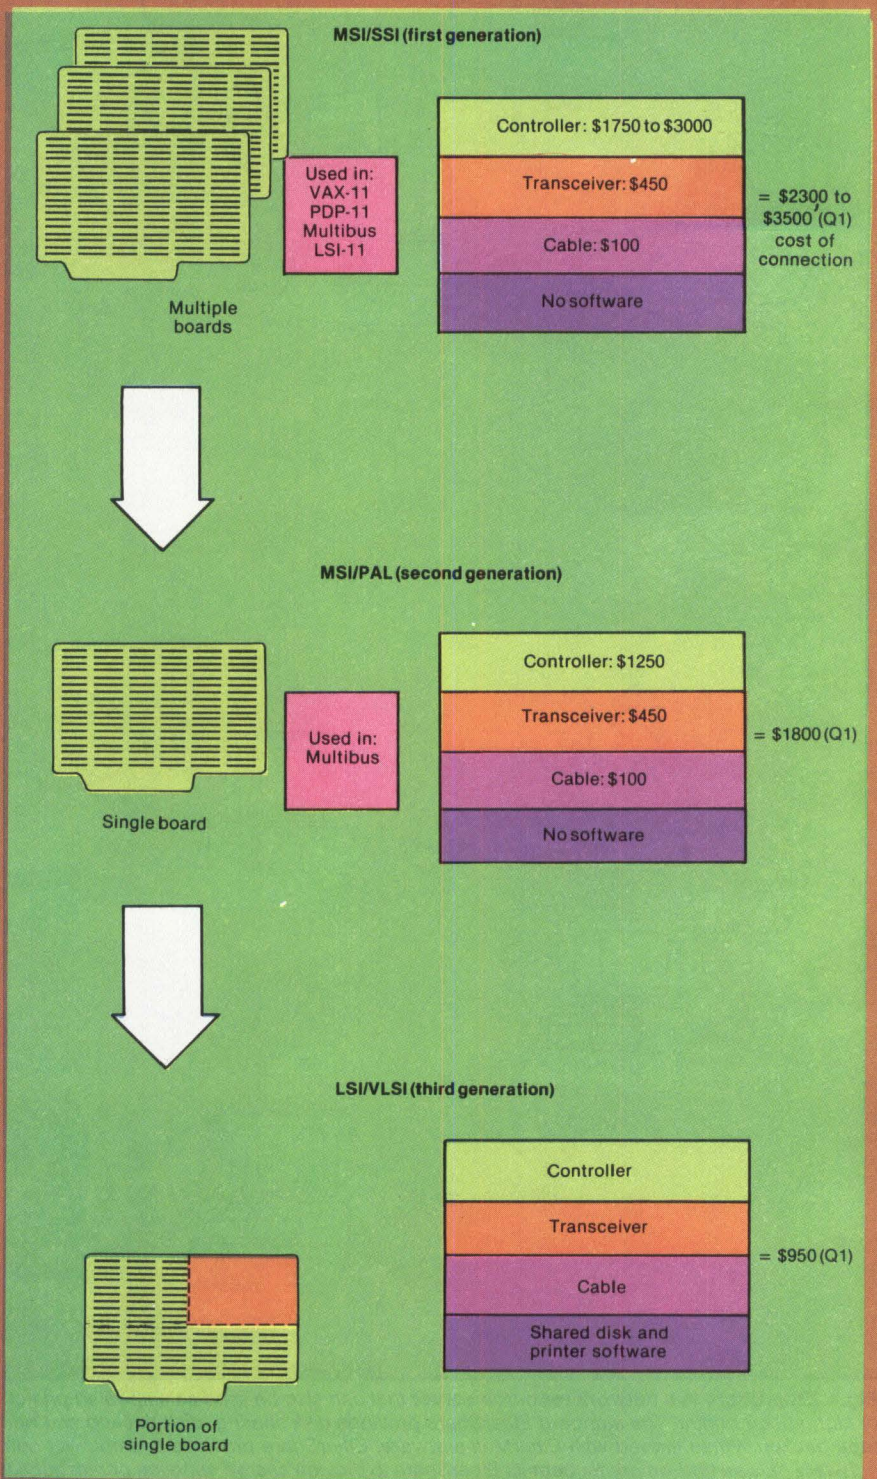 MSI/SSI (first generation)
Used in:
VAX-11
PDP-11
Multibus
LSI-11
Multiple
boards
Controller: $1750 to $3000
Transceiver: $450
Cable: $100
No software
= $2300 to
$3500 (Q1)
cost of
connection
MSI/PAL (second generation)
Single board
Used in:
Multibus
Controller: $1250
Transceiver: $450
Cable: $100
No software
= $1800 (Q1)
LSI/VLSI (third generation)
Portion of
single board
Controller
Transceiver
Cable
Shared disk and
printer software
= $950 (Q1)